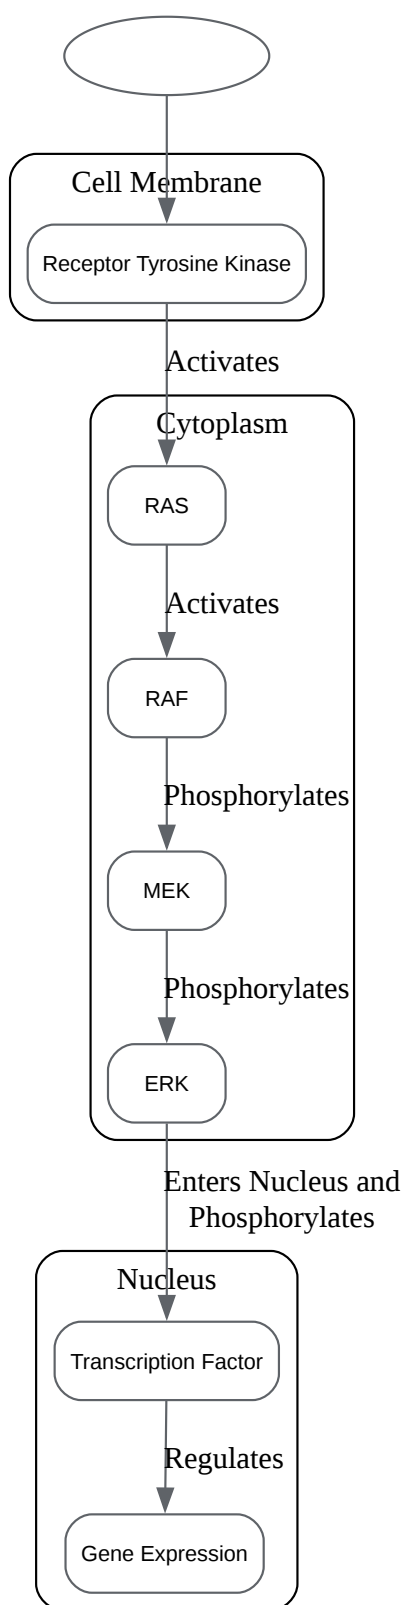 Cell Membrane
Receptor Tyrosine Kinase
Activates
Cytoplasm
RAS
Activates
RAF
Phosphorylates
MEK
Phosphorylates
ERK
Enters Nucleus and
Phosphorylates
Nucleus
Transcription Factor
Regulates
Gene Expression